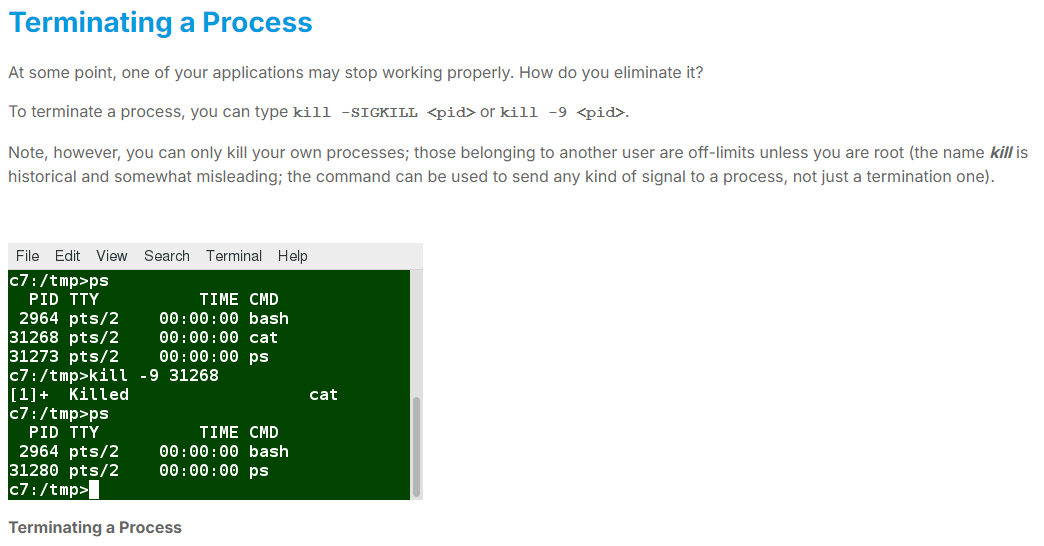 Terminating a Process
At some point, one of your applications may stop working properly. How do you eliminate it?
To terminate a process, you can type kill -SIGKILL <pid> or kill -9 <pid>.
Note, however, you can only kill your own processes; those belonging to another user are off-limits unless you are root (the name kill is
historical and somewhat misleading; the command can be used to send any kind of signal to a process, not just a termination one).
File Edit View Search Terminal Help
c7:/tmp>ps
  PID TTY          TIME CMD
 2964 pts/2    00:00:00 bash
31268 pts/2    00:00:00 cat
31273 pts/2    00:00:00 ps
c7:/tmp>kill -9 31268
[1]+  Killed                  cat
c7:/tmp>ps
  PID TTY          TIME CMD
 2964 pts/2    00:00:00 bash
31280 pts/2    00:00:00 ps
c7:/tmp>
Terminating a Process